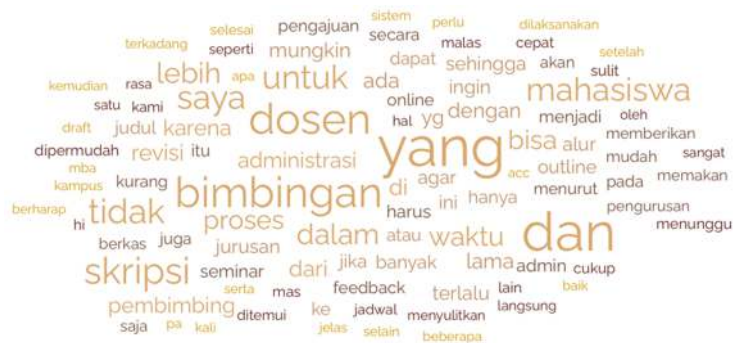 selesai pengajuan sistem perlu dilaksanakan
terkadang seperti mungkin secara malas cepat setelah
kemudian rasa lebih apa untuk ada dapat sehingga akan sulit
satu kami saya dosen online ingin mahasiswa
draft judul karena hal yg dengan menjadi oleh
dipermudah revisi itu yang bisa alur memberikan
mba administrasi acc outline mudah sangat
kampus kurang bimbingan di agar ini hanya menurut pada memakan
berharap hi tidak proses harus pengurusan
berkas juga jurusan dalam atau waktu dan menunggu
skripsi seminar dari jika banyak lama admin cukup
serta mas feedback terlalu lain baik
pembimbing ke jadwal menyulitkan langsung
saja pa kali ditemui jelas selain beberapa